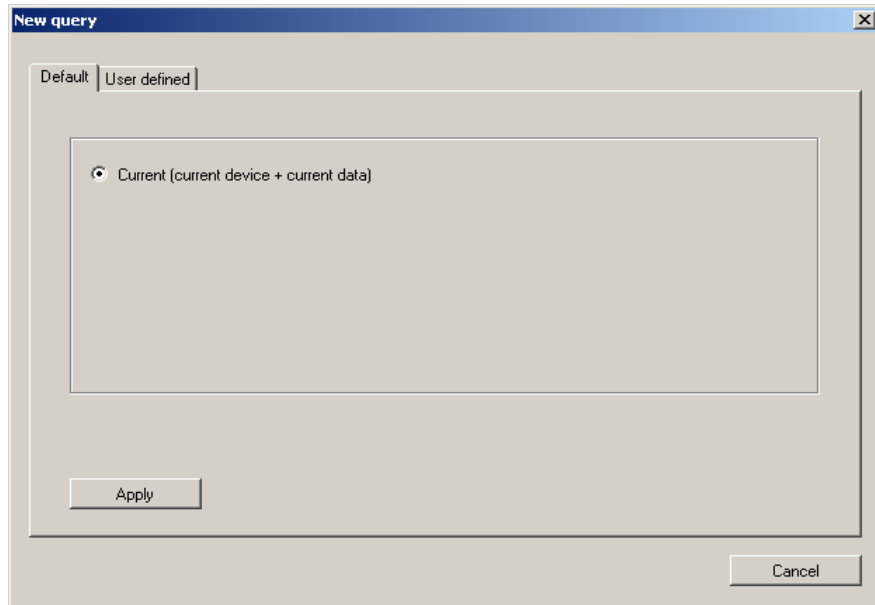 New query
Default
User defined
Current (current device + current data)
Apply
Cancel